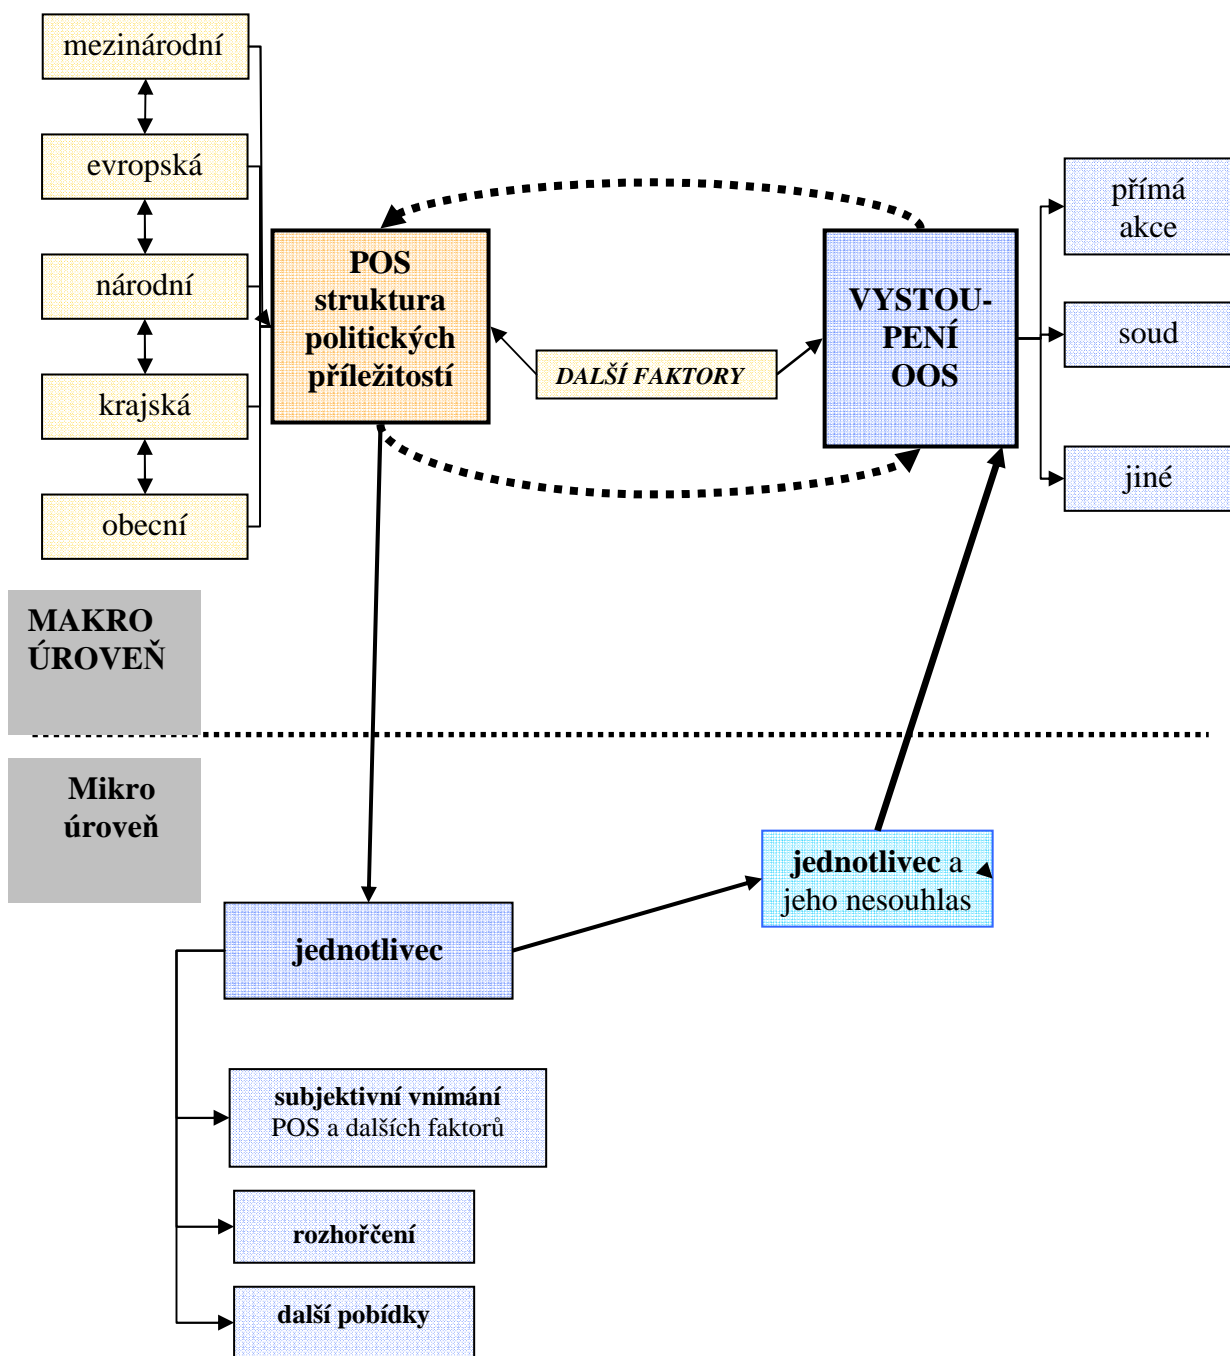 mezinárodní
evropská
národní
krajská
obecní
POS
struktura
politických
příležitostí
DALŠÍ FAKTORY
VYSTOU-
PENÍ
OOS
přímá
akce
soud
jiné
MAKRO
ÚROVEŇ
Mikro
úroveň
jednotlivec a
jeho nesouhlas
jednotlivec
subjektivní vnímání
POS a dalších faktorů
rozhořčení
další pobídky